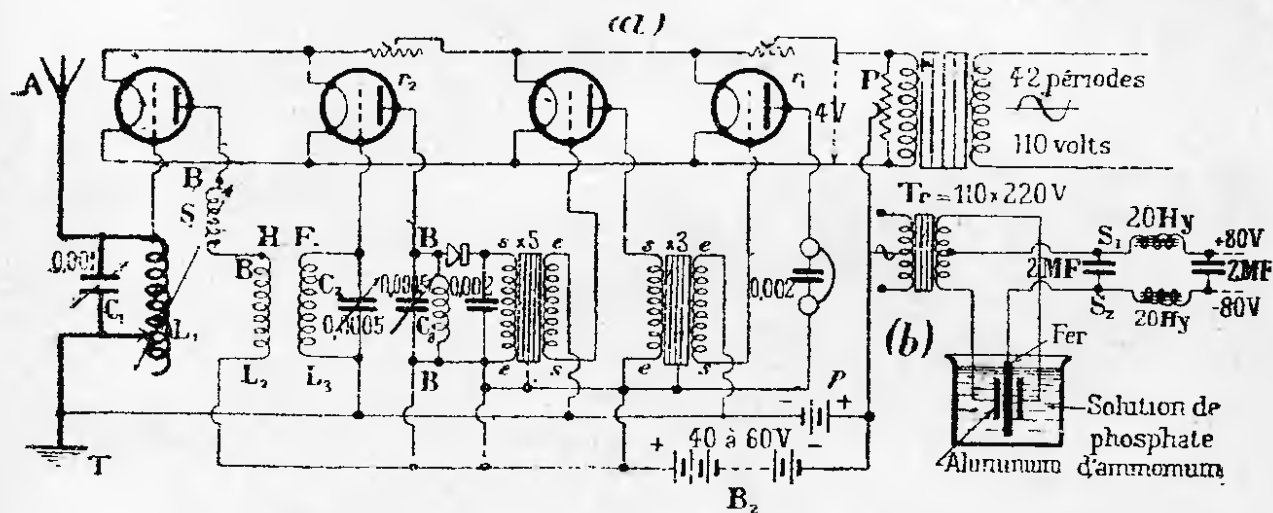 (a)
A
r₂
r₁
4V
P
42 périodes
110 volts
B
S
0,001
C₁
L₁
T
H F.
B
L₂
L₃
C₂
0,0005
B
0,0005
C₃
B
0,002
s x5 e
e s
s x3 e
e s
0,002
p
- +
+ 40 à 60V -
B₂
Tr = 110 x 220 V
S₁
20Hy
+80V
2MF
2MF
S₂
20Hy
-80V
(b)
Fer
Solution de
phosphate
d'ammomum
Aluminum